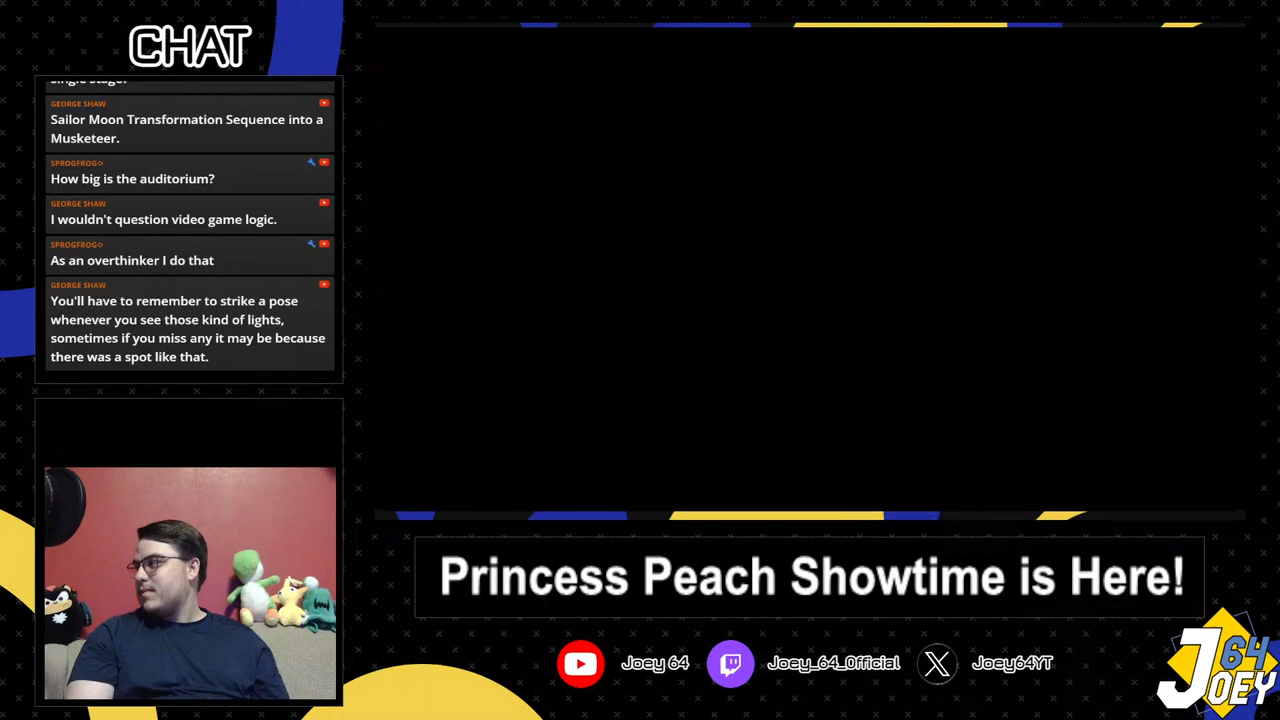 CHAT
single stage.
GEORGE SHAW
Sailor Moon Transformation Sequence into a
Musketeer.
SPROGFROG
How big is the auditorium?
GEORGE SHAW
I wouldn't question video game logic.
SPROGFROG
As an overthinker I do that
GEORGE SHAW
You'll have to remember to strike a pose
whenever you see those kind of lights,
sometimes if you miss any it may be because
there was a spot like that.
Princess Peach Showtime is Here!
Joey 64
Joey_64_Official
Joey64YT
64
JOEY